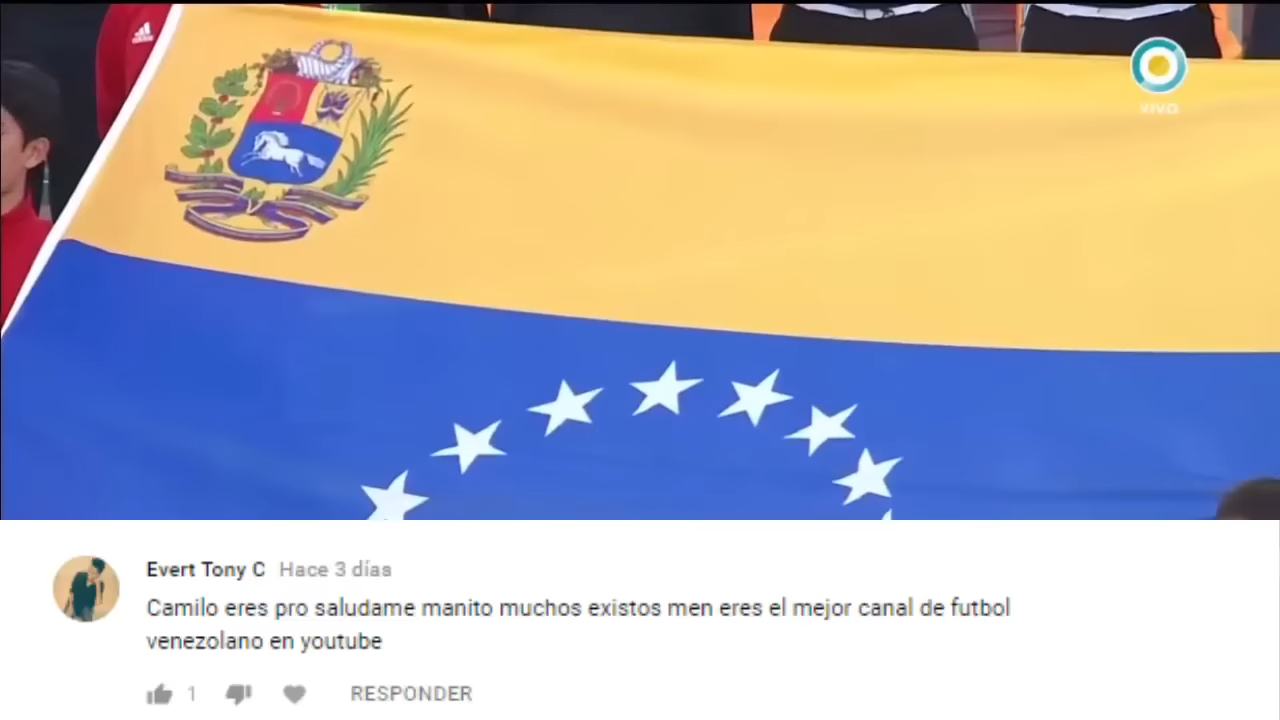 adidas
VIVO
Evert Tony C Hace 3 días
Camilo eres pro saludame manito muchos existos men eres el mejor canal de futbol
venezolano en youtube
1
RESPONDER